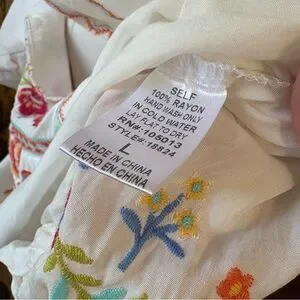 SELF
100% RAYON
HAND WASH ONLY
IN COLD WATER
LAY FLAT TO DRY
RN#:105013
STYLE#:18824
L
MADE IN CHINA
HECHO EN CHINA